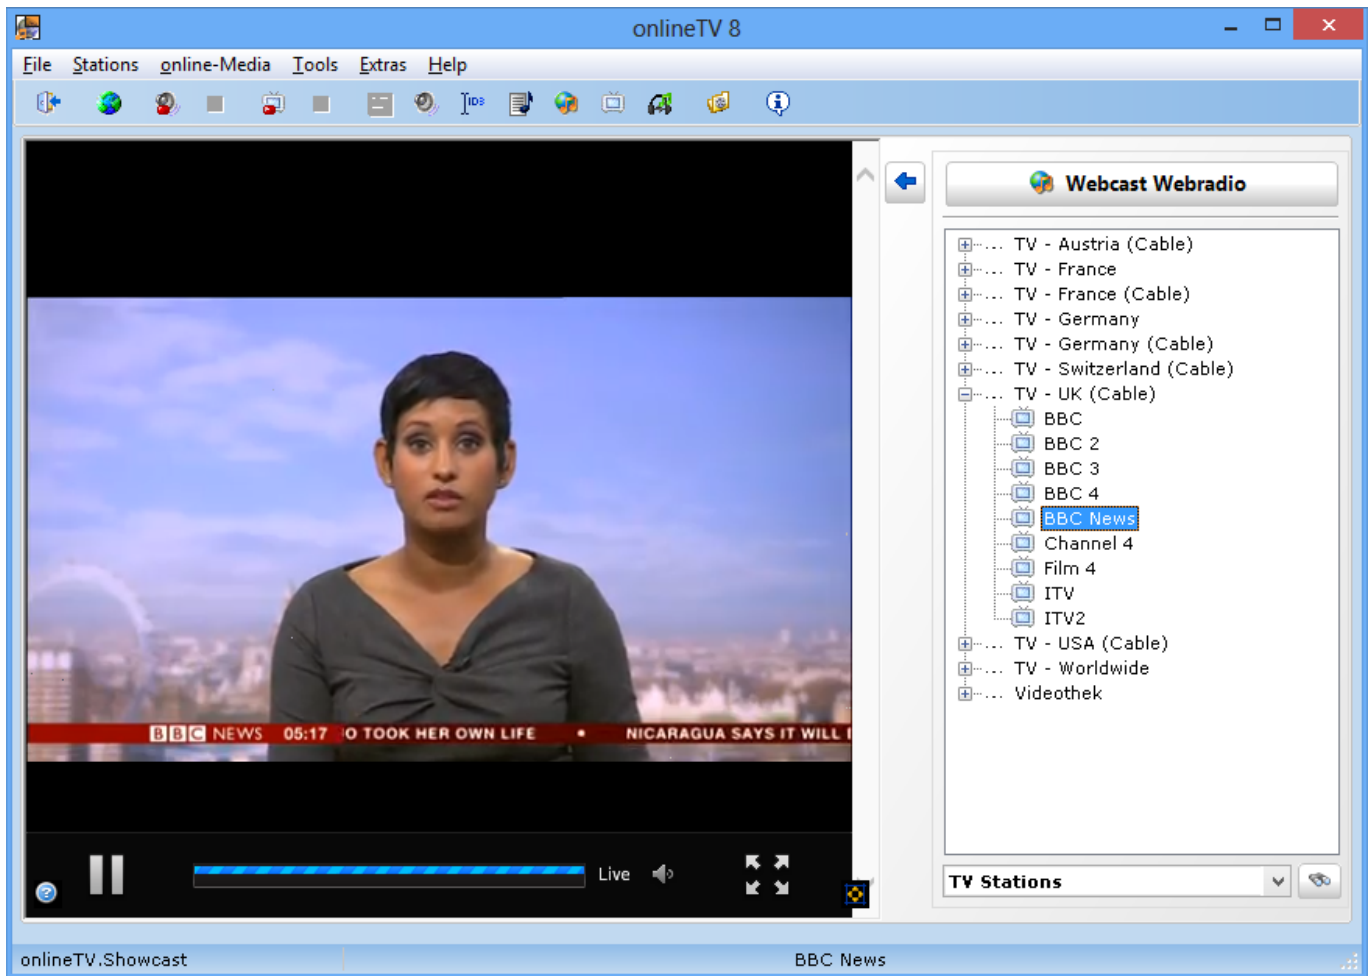 onlineTV 8
File Stations online-Media Tools Extras Help
IDS
Webcast Webradio
TV - Austria (Cable)
TV - France
TV - France (Cable)
TV - Germany
TV - Germany (Cable)
TV - Switzerland (Cable)
TV - UK (Cable)
BBC
BBC 2
BBC 3
BBC 4
BBC News
Channel 4
Film 4
ITV
ITV2
TV - USA (Cable)
TV - Worldwide
Videothek
BBC NEWS 05:17 O TOOK HER OWN LIFE • NICARAGUA SAYS IT WILL
Live
TV Stations
onlineTV.Showcast
BBC News